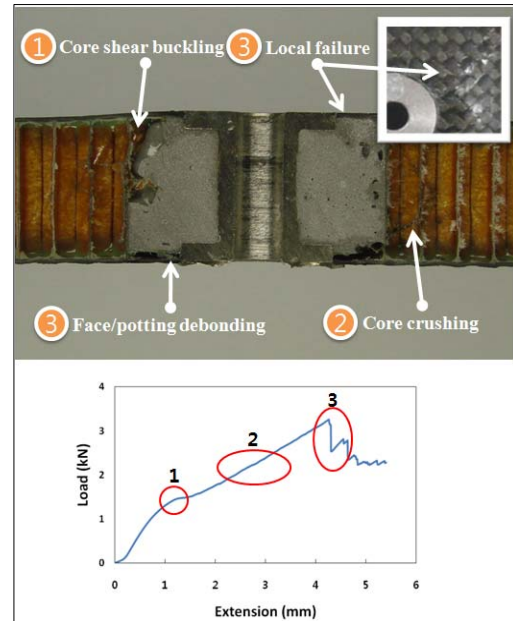 1 Core shear buckling
3 Local failure
3 Face/potting debonding
2 Core crushing
4
3
2
1
0
Load (kN)
1
2
3
0 1 2 3 4 5 6
Extension (mm)